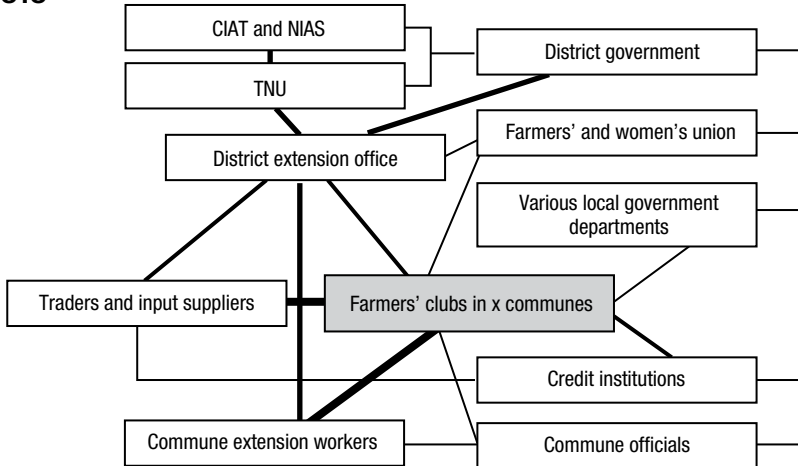 CIAT and NIAS
District government
TNU
Farmers' and women's union
District extension office
Various local government
departments
Traders and input suppliers
Farmers' clubs in x communes
Credit institutions
Commune extension workers
Commune officials